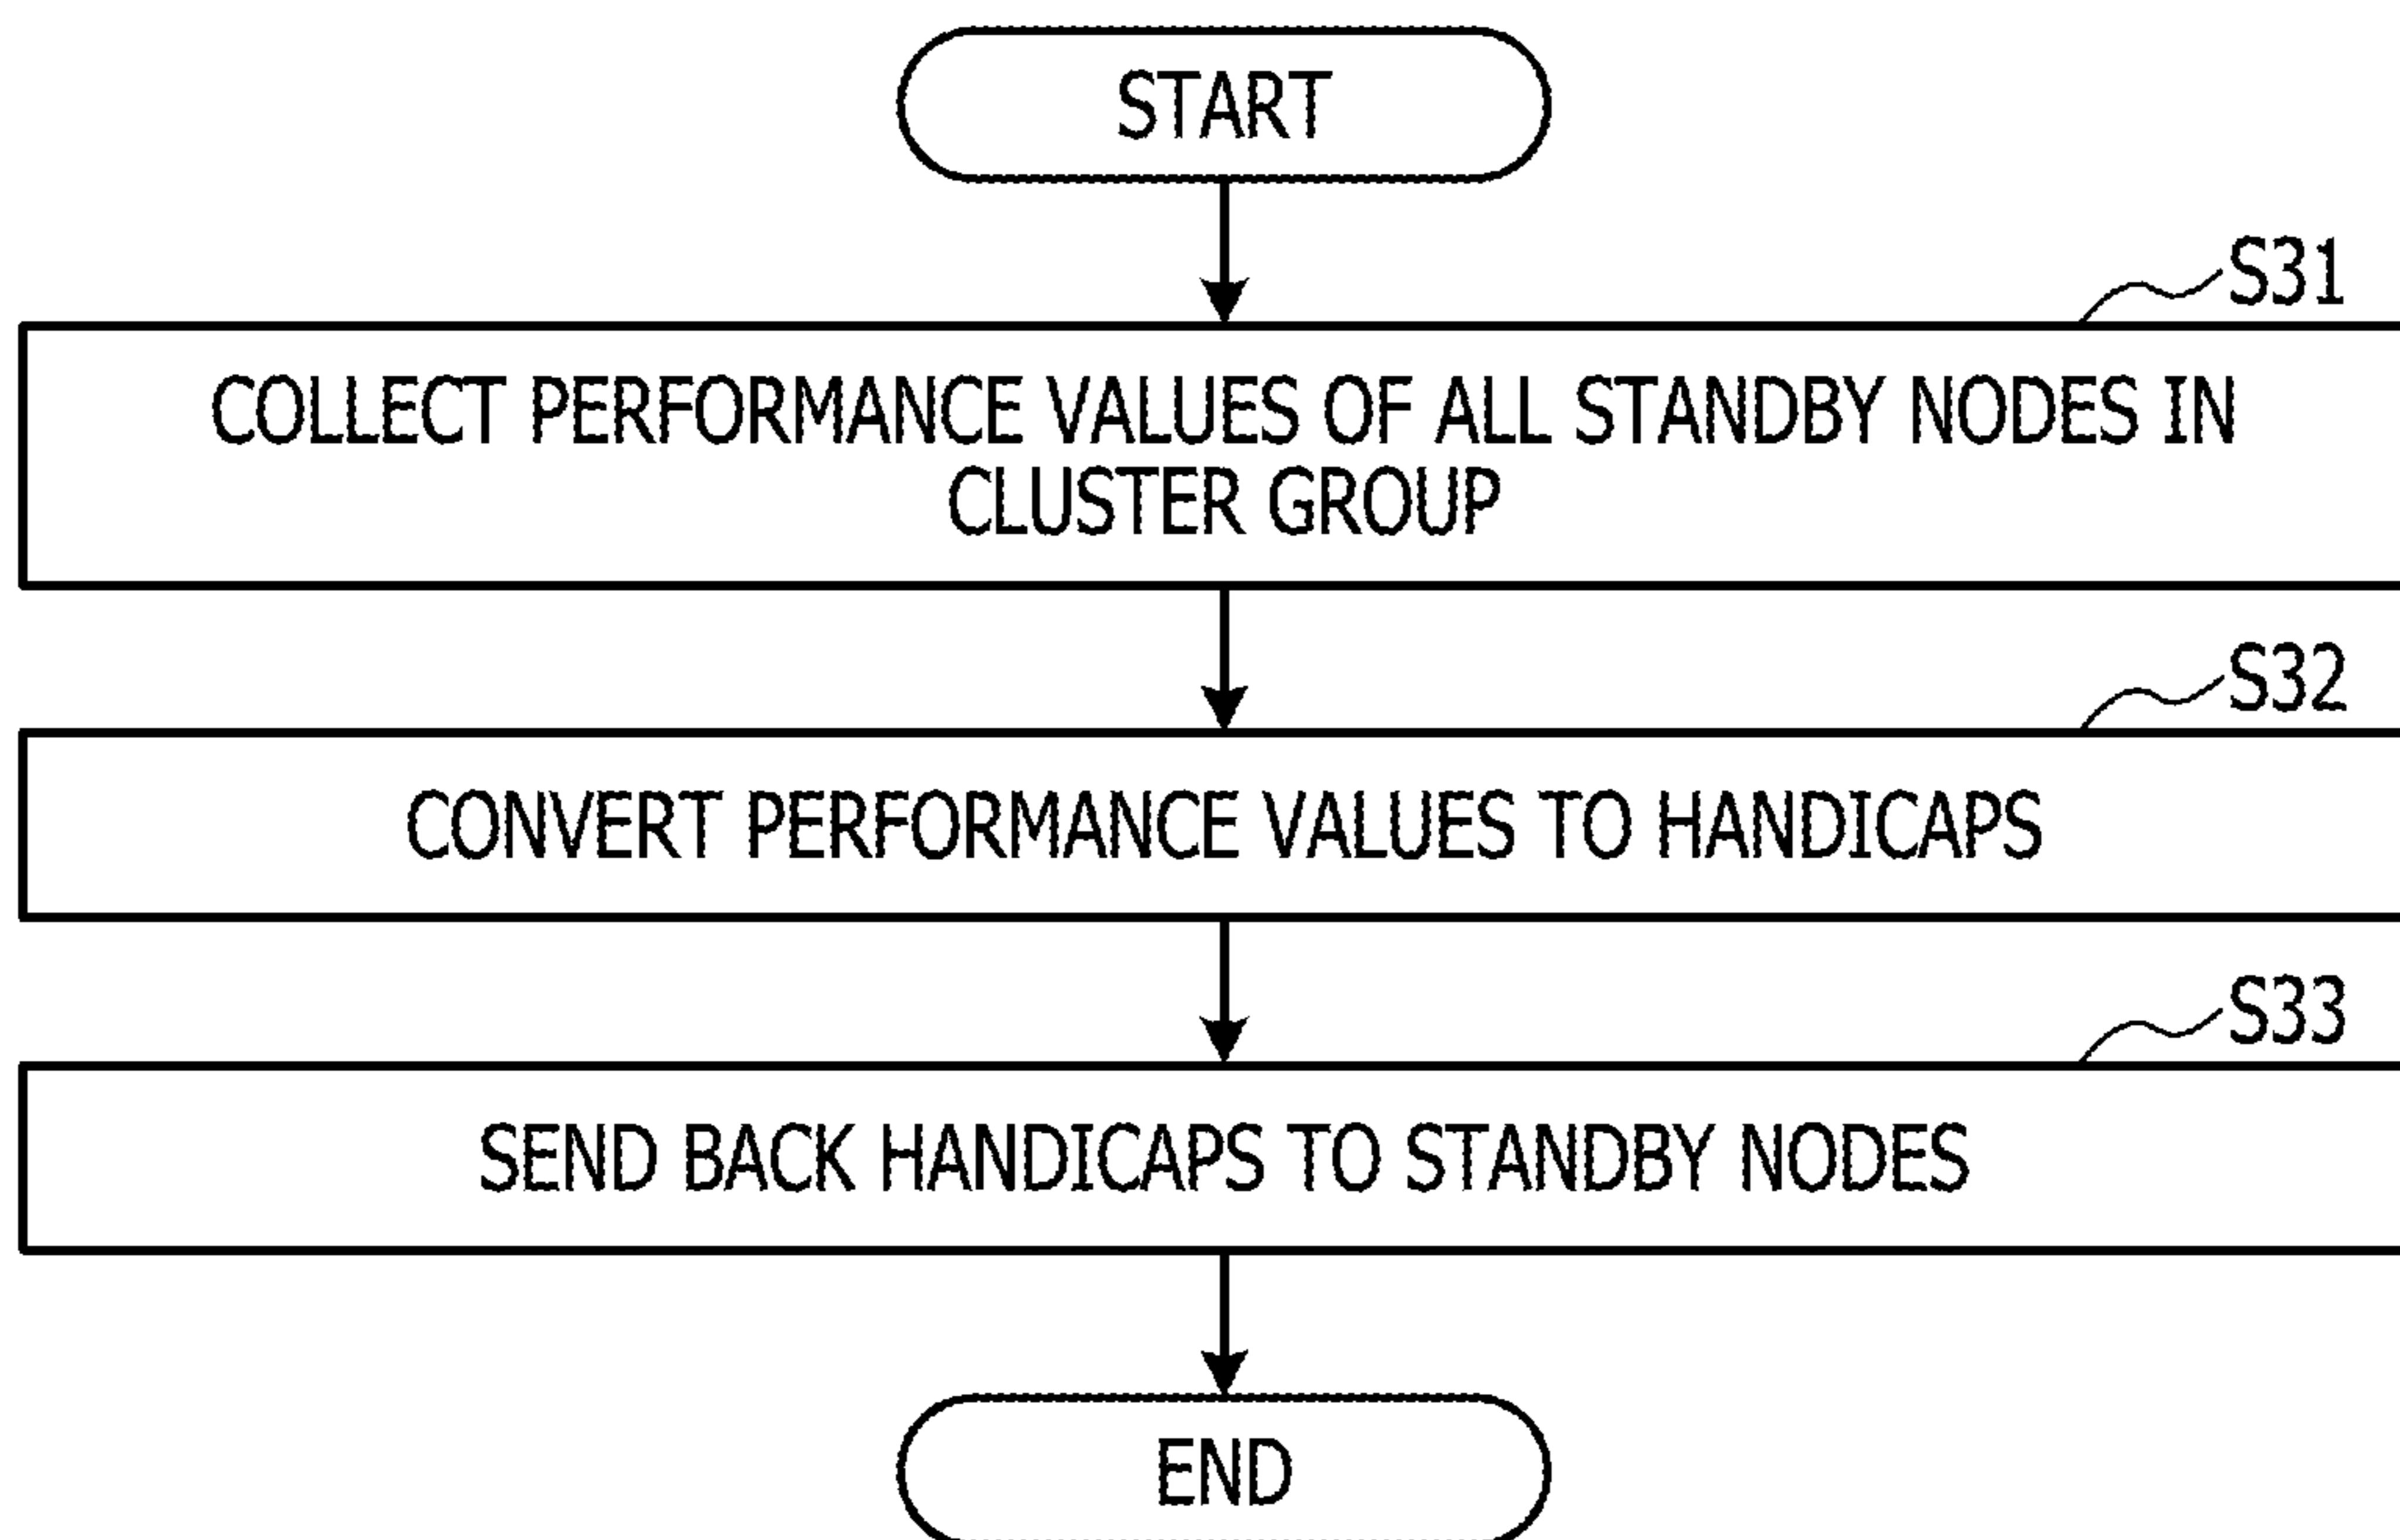 START
S31
COLLECT PERFORMANCE VALUES OF ALL STANDBY NODES IN
CLUSTER GROUP
S32
CONVERT PERFORMANCE VALUES TO HANDICAPS
S33
SEND BACK HANDICAPS TO STANDBY NODES
END